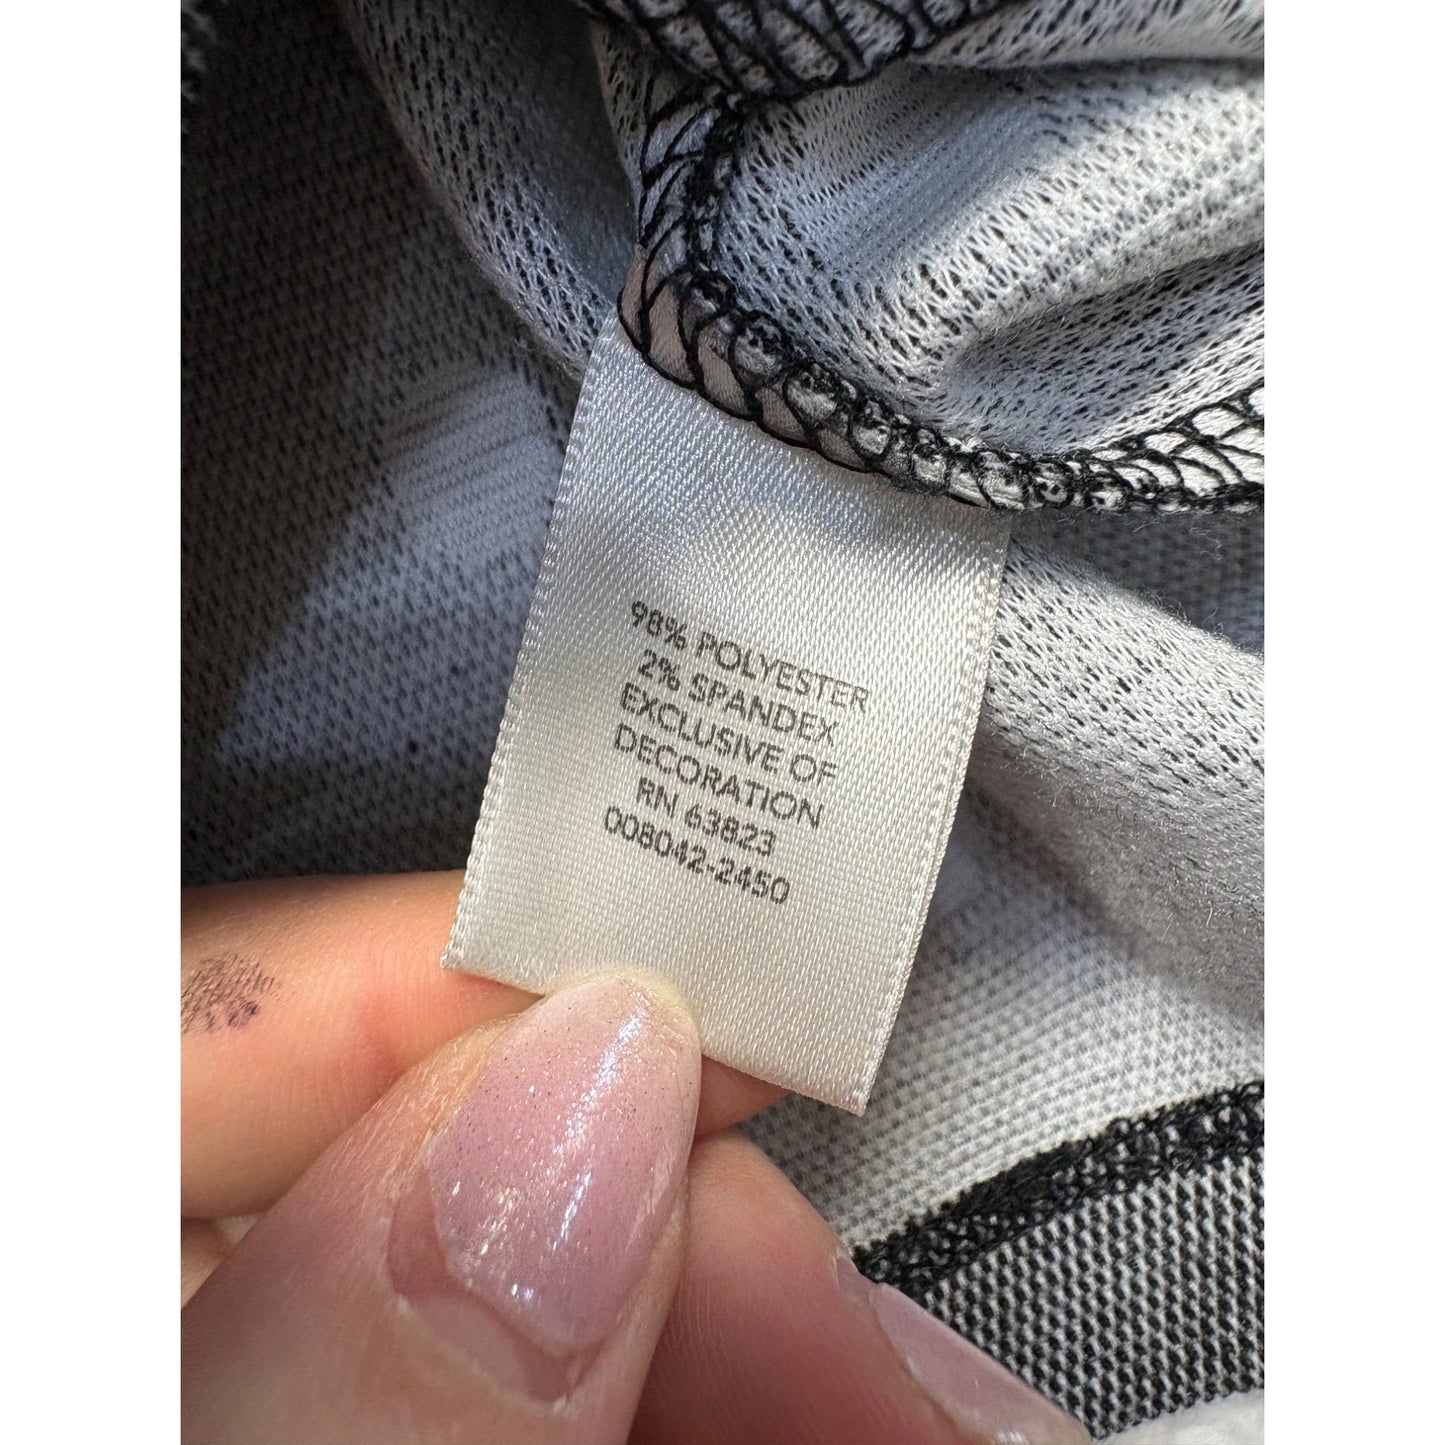 98% POLYESTER
2% SPANDEX
EXCLUSIVE OF
DECORATION
RN 63823
008042-2450